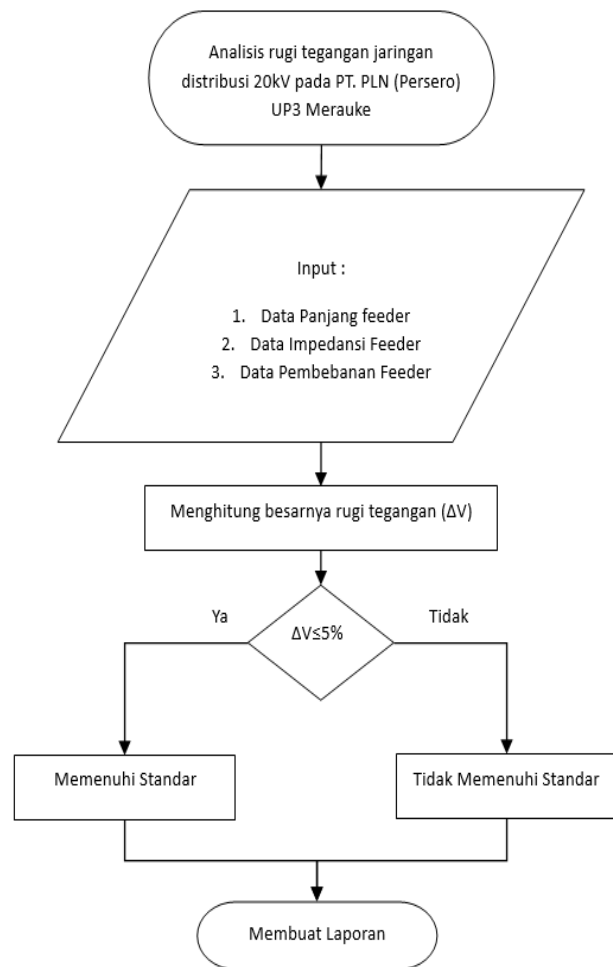 Analisis rugi tegangan jaringan
distribusi 20kV pada PT. PLN (Persero)
UP3 Merauke
Input :
1. Data Panjang feeder
2. Data Impedansi Feeder
3. Data Pembebanan Feeder
Menghitung besarnya rugi tegangan (ΔV)
Ya
ΔV≤5%
Tidak
Memenuhi Standar
Tidak Memenuhi Standar
Membuat Laporan